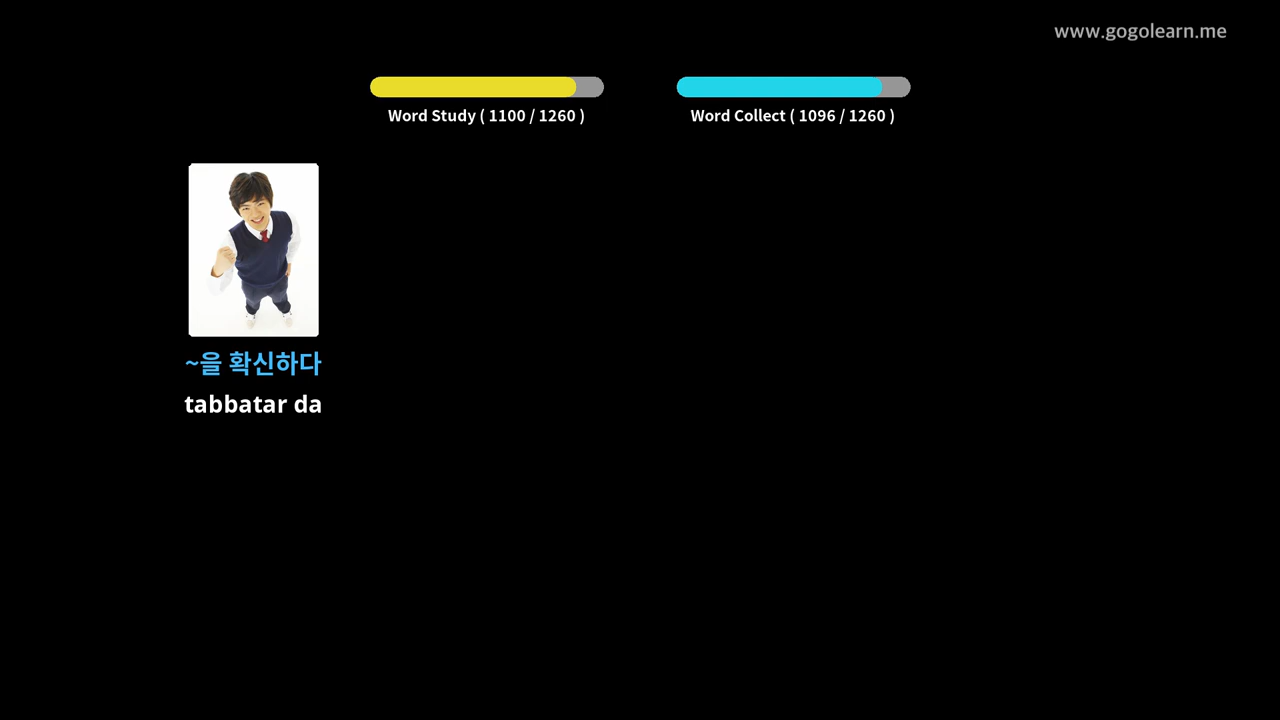 www.gogolearn.me
Word Study ( 1100 / 1260 )
Word Collect ( 1096 / 1260 )
~을 확신하다
tabbatar da